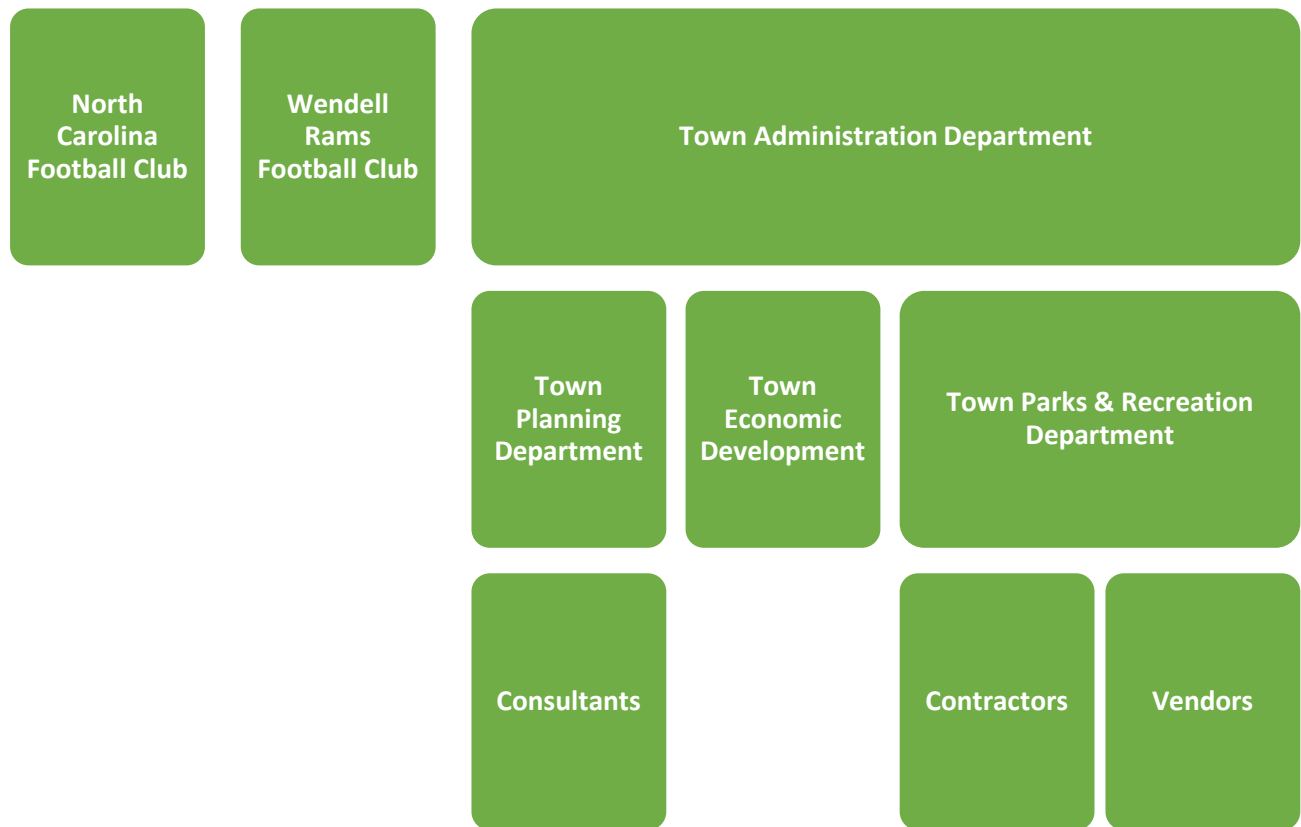 North
Carolina
Football Club
Wendell
Rams
Football Club
Town Administration Department
Town
Planning
Department
Town
Economic
Development
Town Parks & Recreation
Department
Consultants
Contractors
Vendors